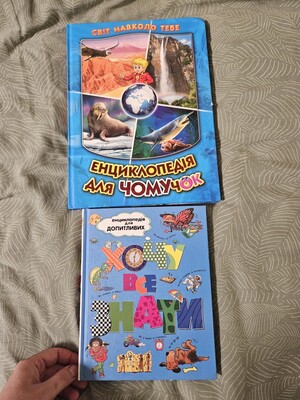 СВІТ НАВКОЛО ТЕБЕ
ЕНЦИКЛОПЕДІЯ
ДЛЯ ЧОМУЧОК
ЕНЦИКЛОПЕДІЯ
для
ДОПИТЛИВИХ
ХОЧУ
ВСЕ
ЗНАТИ